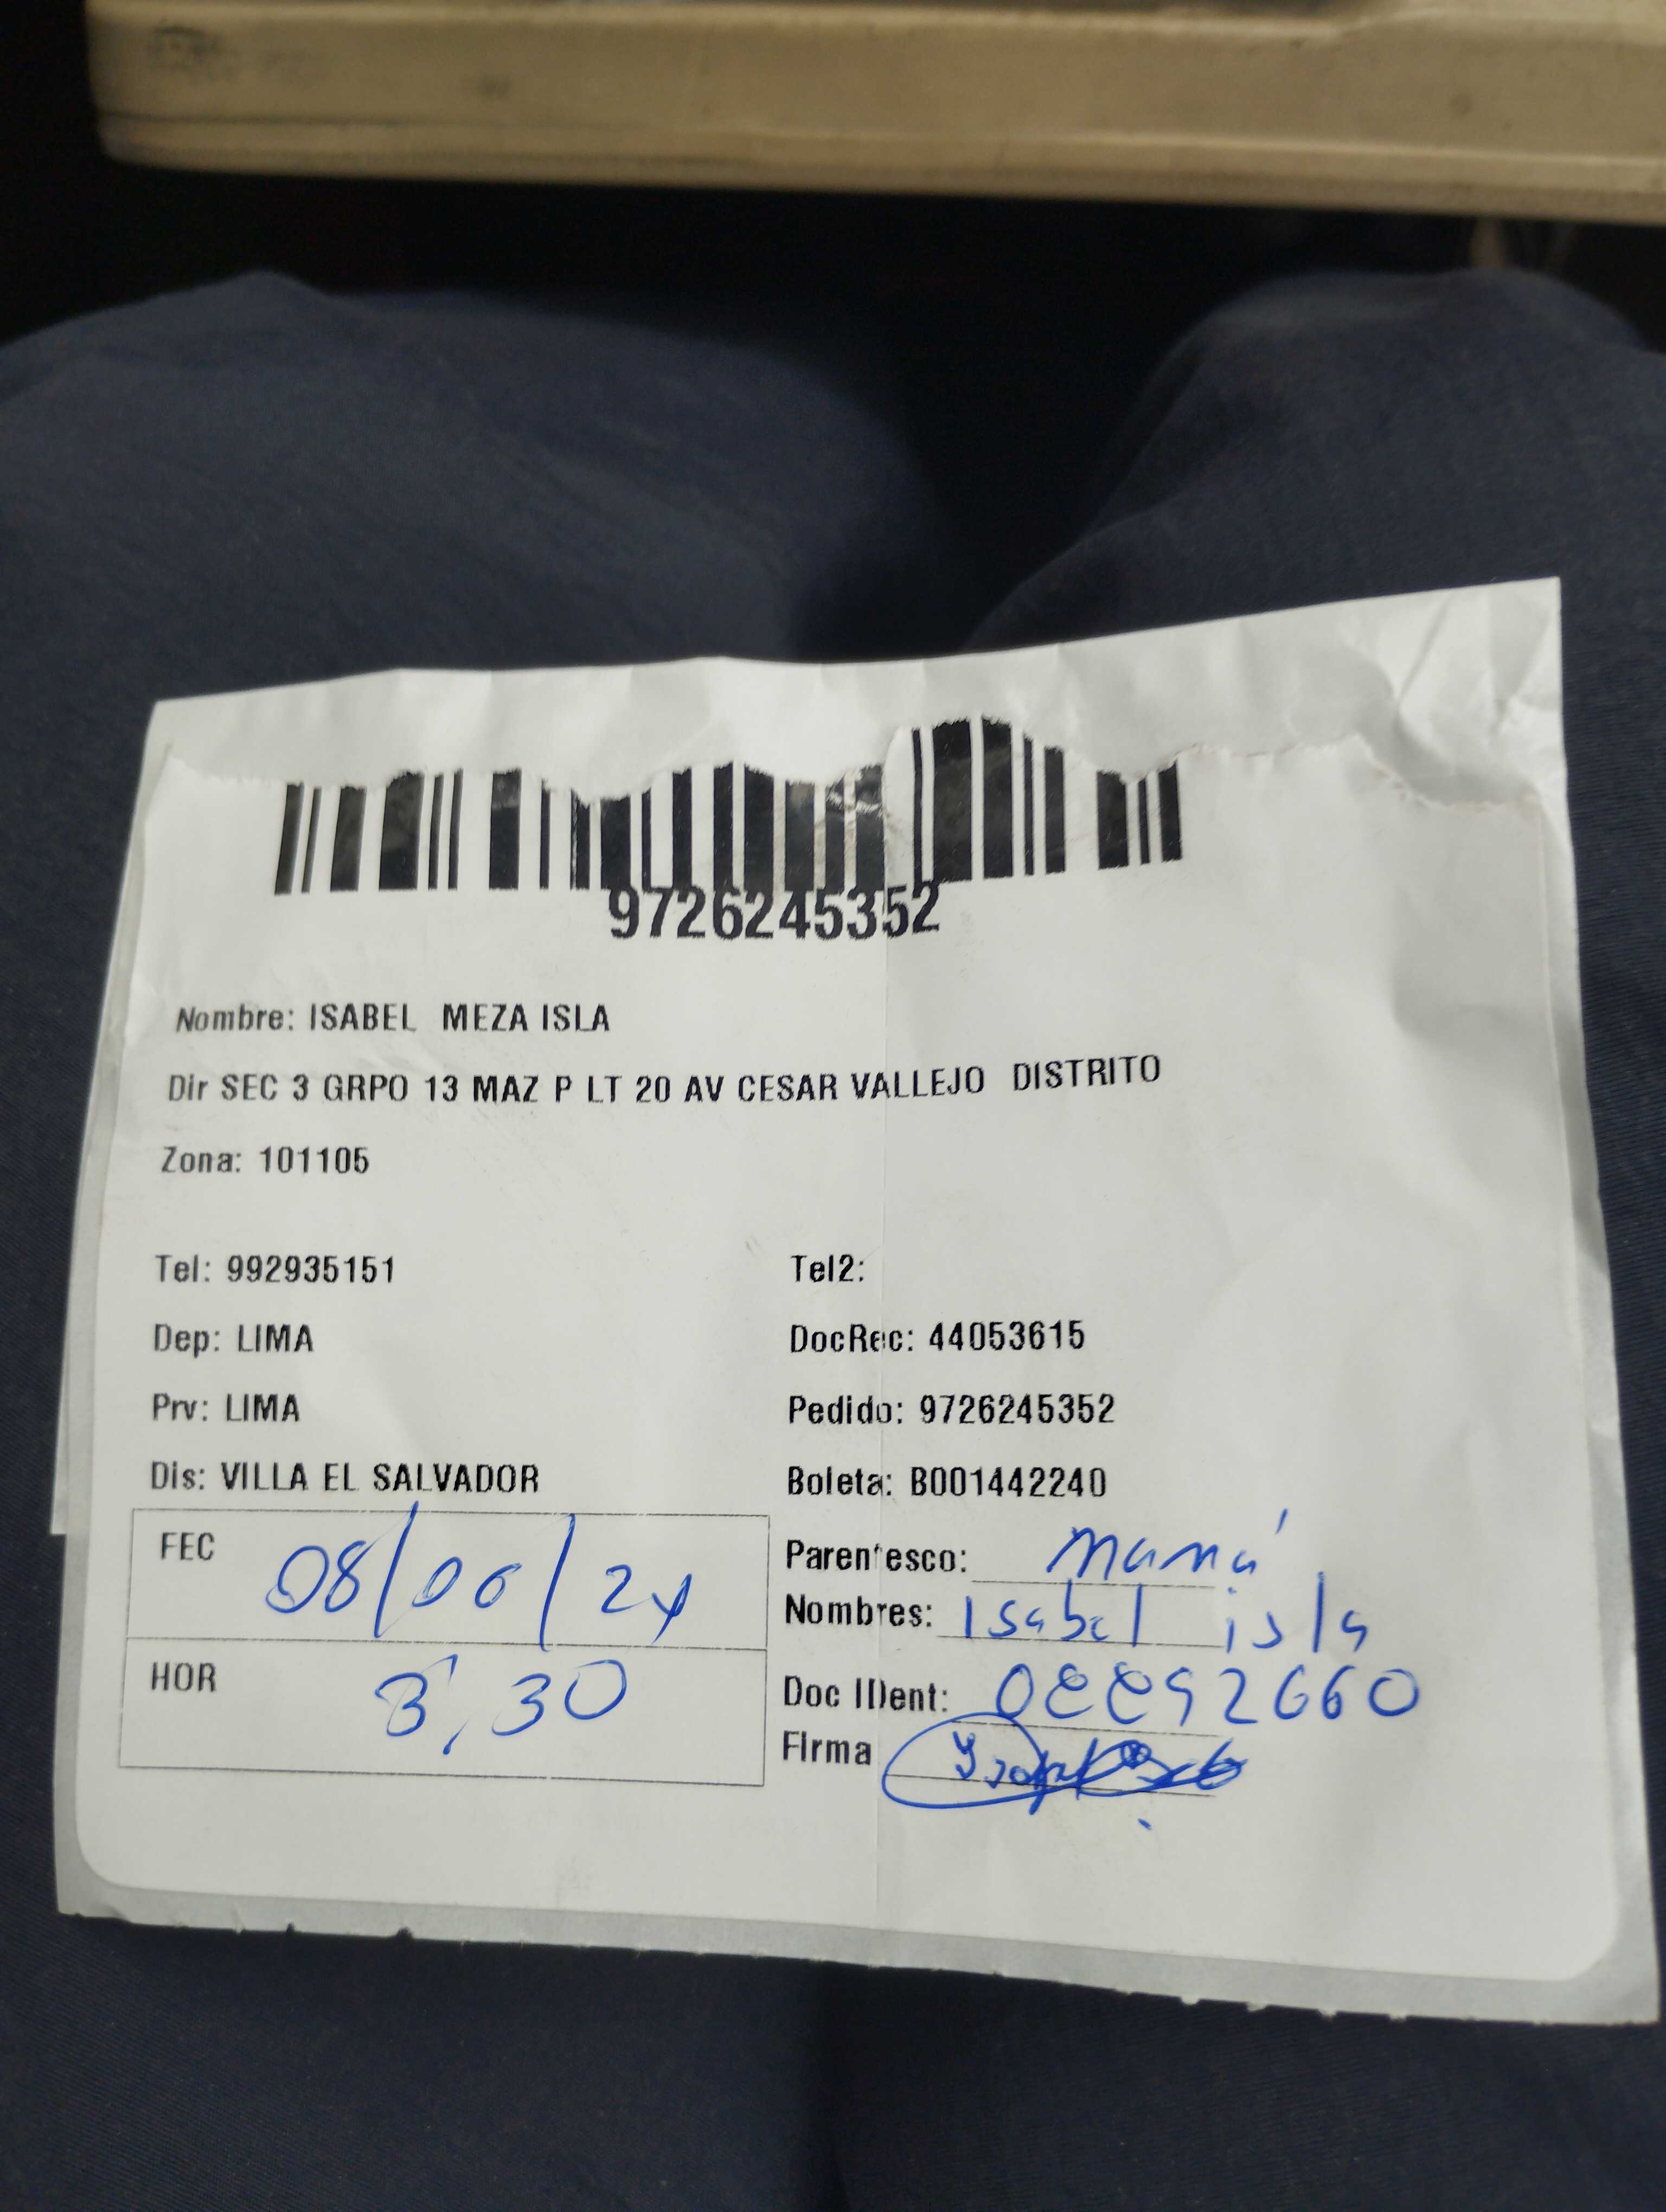 9726245352
Nombre: ISABEL MEZA ISLA
Dir SEC 3 GRPO 13 MAZ P LT 20 AV CESAR VALLEJO DISTRITO
Zona: 101105
Tel: 992935151 Tel2:
Dep: LIMA DocRec: 44053615
Prv: LIMA Pedido: 9726245352
Dis: VILLA EL SALVADOR Boleta: B001442240
FEC 08/06/24 Parentesco: mamá
Nombres: Isabel isla
HOR 3,30 Doc IDent:
Firma